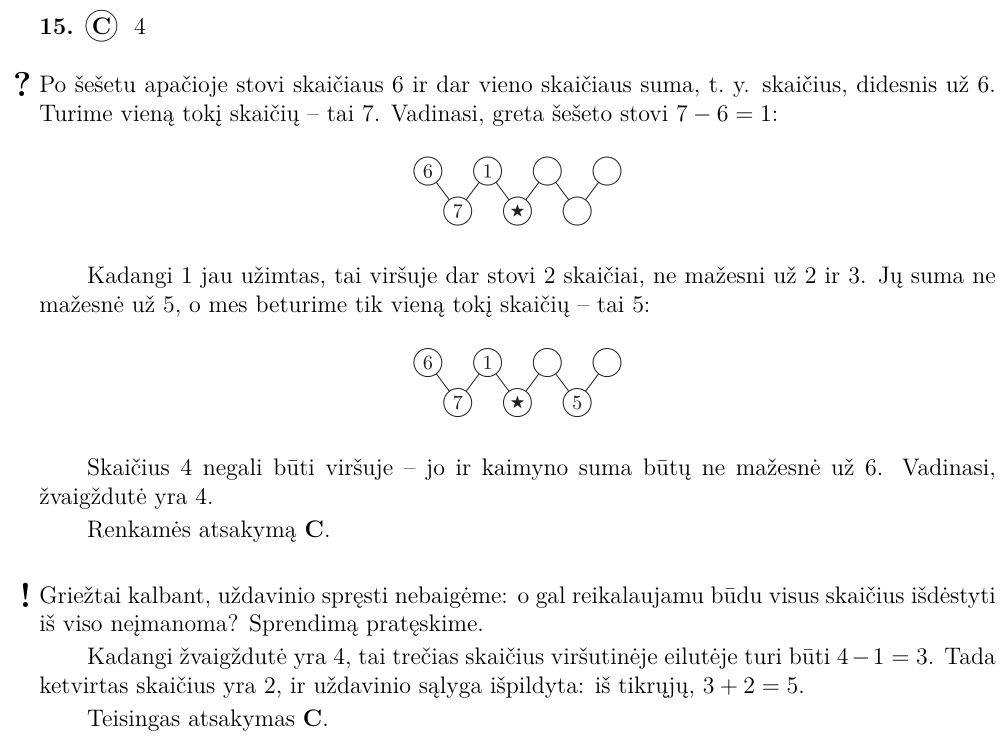 15. C 4
? Po šešetu apačioje stovi skaičiaus 6 ir dar vieno skaičiaus suma, t. y. skaičius, didesnis už 6.
Turime vieną tokį skaičių – tai 7. Vadinasi, greta šešeto stovi 7 − 6 = 1:
6 1
7 ★
Kadangi 1 jau užimtas, tai viršuje dar stovi 2 skaičiai, ne mažesni už 2 ir 3. Jų suma ne
mažesnė už 5, o mes beturime tik vieną tokį skaičių – tai 5:
6 1
7 ★ 5
Skaičius 4 negali būti viršuje – jo ir kaimyno suma būtų ne mažesnė už 6. Vadinasi,
žvaigždutė yra 4.
Renkamės atsakymą C.
! Griežtai kalbant, uždavinio spręsti nebaigėme: o gal reikalaujamu būdu visus skaičius išdėstyti
iš viso neįmanoma? Sprendimą pratęskime.
Kadangi žvaigždutė yra 4, tai trečias skaičius viršutinėje eilutėje turi būti 4 − 1 = 3. Tada
ketvirtas skaičius yra 2, ir uždavinio sąlyga išpildyta: iš tikrųjų, 3 + 2 = 5.
Teisingas atsakymas C.